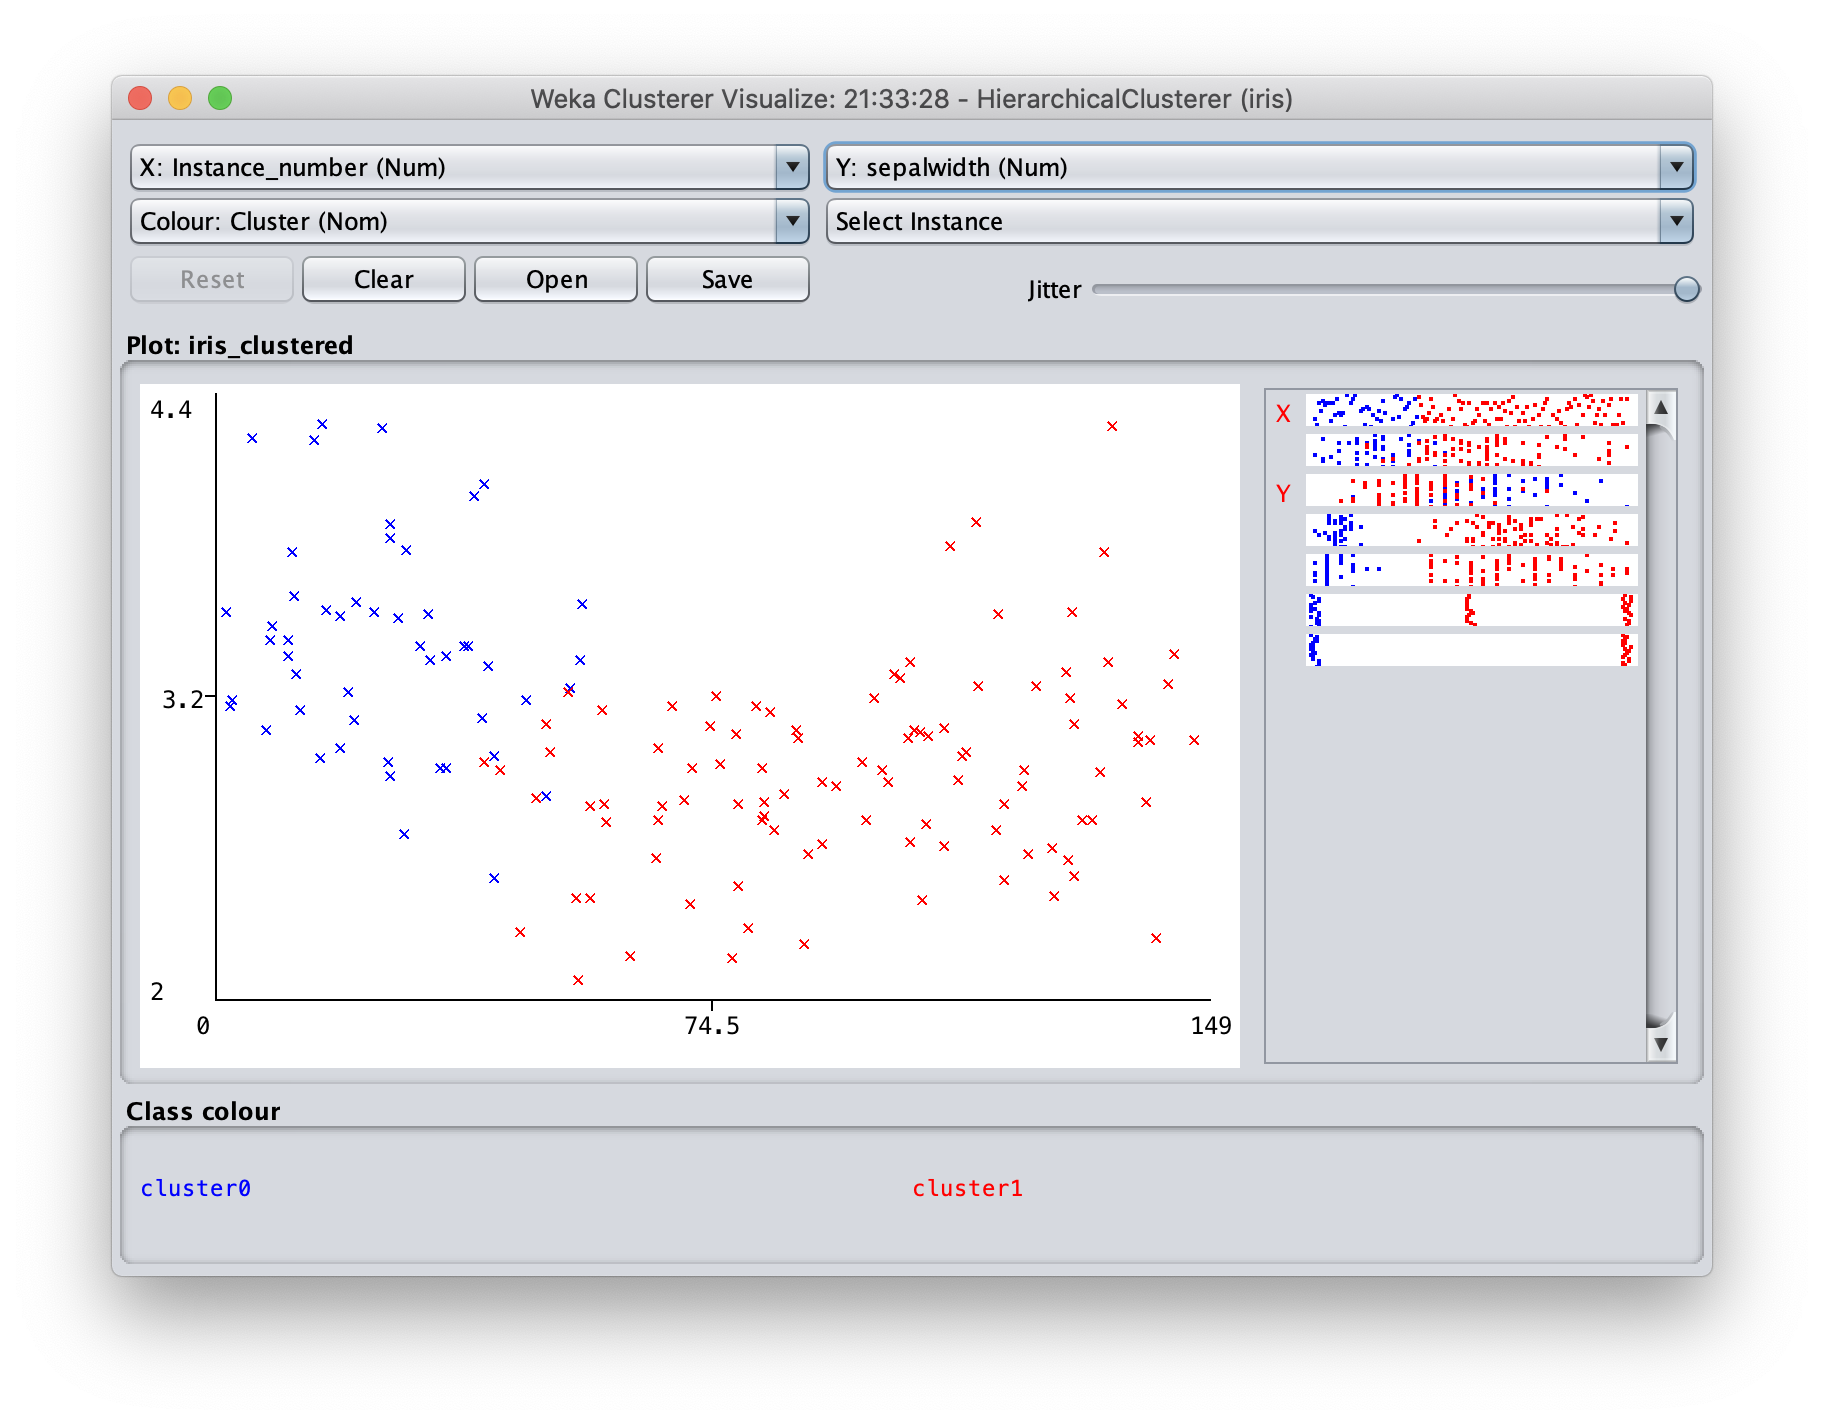 Weka Clusterer Visualize: 21:33:28 - HierarchicalClusterer (iris)
X: Instance_number (Num)
Y: sepalwidth (Num)
Colour: Cluster (Nom)
Select Instance
Reset
Clear
Open
Save
Jitter
Plot: iris_clustered
4.4
3.2
2
0
74.5
149
X
Y
Class colour
cluster0
cluster1